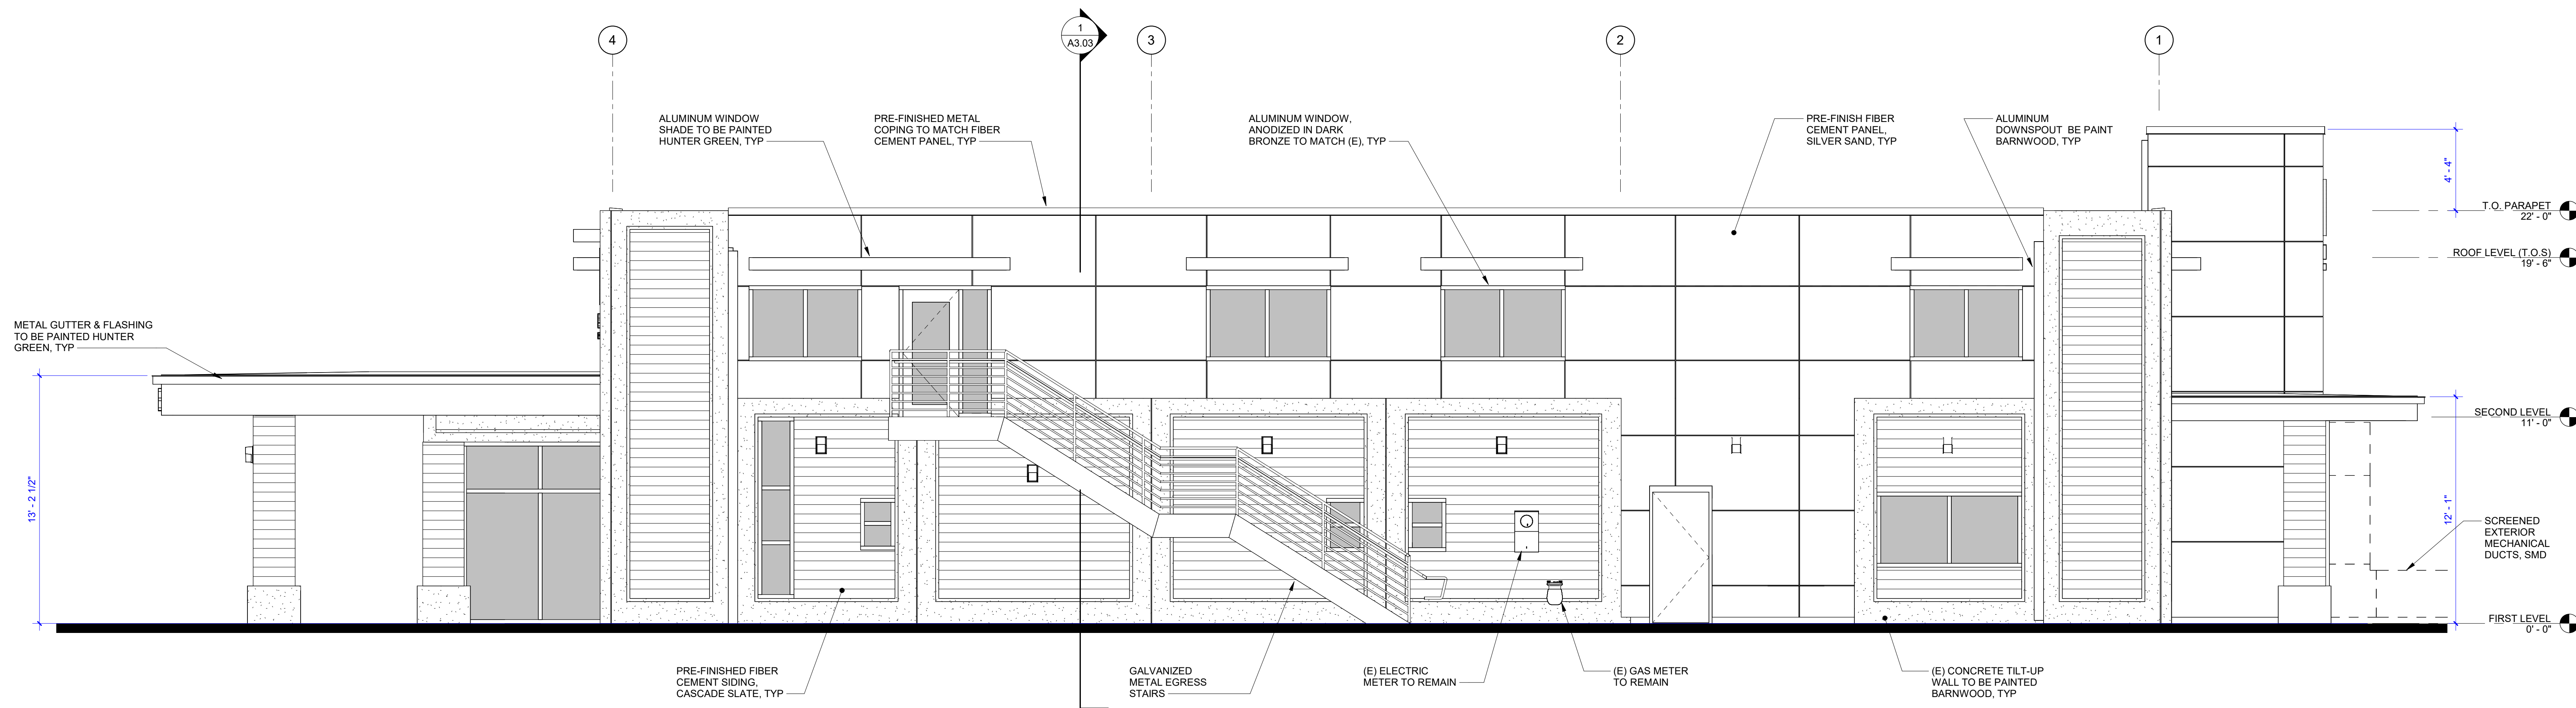 1
A3.03
4
3
2
1
ALUMINUM WINDOW
SHADE TO BE PAINTED
HUNTER GREEN, TYP
PRE-FINISHED METAL
COPING TO MATCH FIBER
CEMENT PANEL, TYP
ALUMINUM WINDOW,
ANODIZED IN DARK
BRONZE TO MATCH (E), TYP
PRE-FINISH FIBER
CEMENT PANEL,
SILVER SAND, TYP
ALUMINUM
DOWNSPOUT BE PAINT
BARNWOOD, TYP
4' - 4"
T.O. PARAPET
22' - 0"
ROOF LEVEL (T.O.S)
19' - 6"
METAL GUTTER & FLASHING
TO BE PAINTED HUNTER
GREEN, TYP
SECOND LEVEL
11' - 0"
13' - 2 1/2"
12' - 1"
SCREENED
EXTERIOR
MECHANICAL
DUCTS, SMD
FIRST LEVEL
0' - 0"
PRE-FINISHED FIBER
CEMENT SIDING,
CASCADE SLATE, TYP
GALVANIZED
METAL EGRESS
STAIRS
(E) ELECTRIC
METER TO REMAIN
(E) GAS METER
TO REMAIN
(E) CONCRETE TILT-UP
WALL TO BE PAINTED
BARNWOOD, TYP